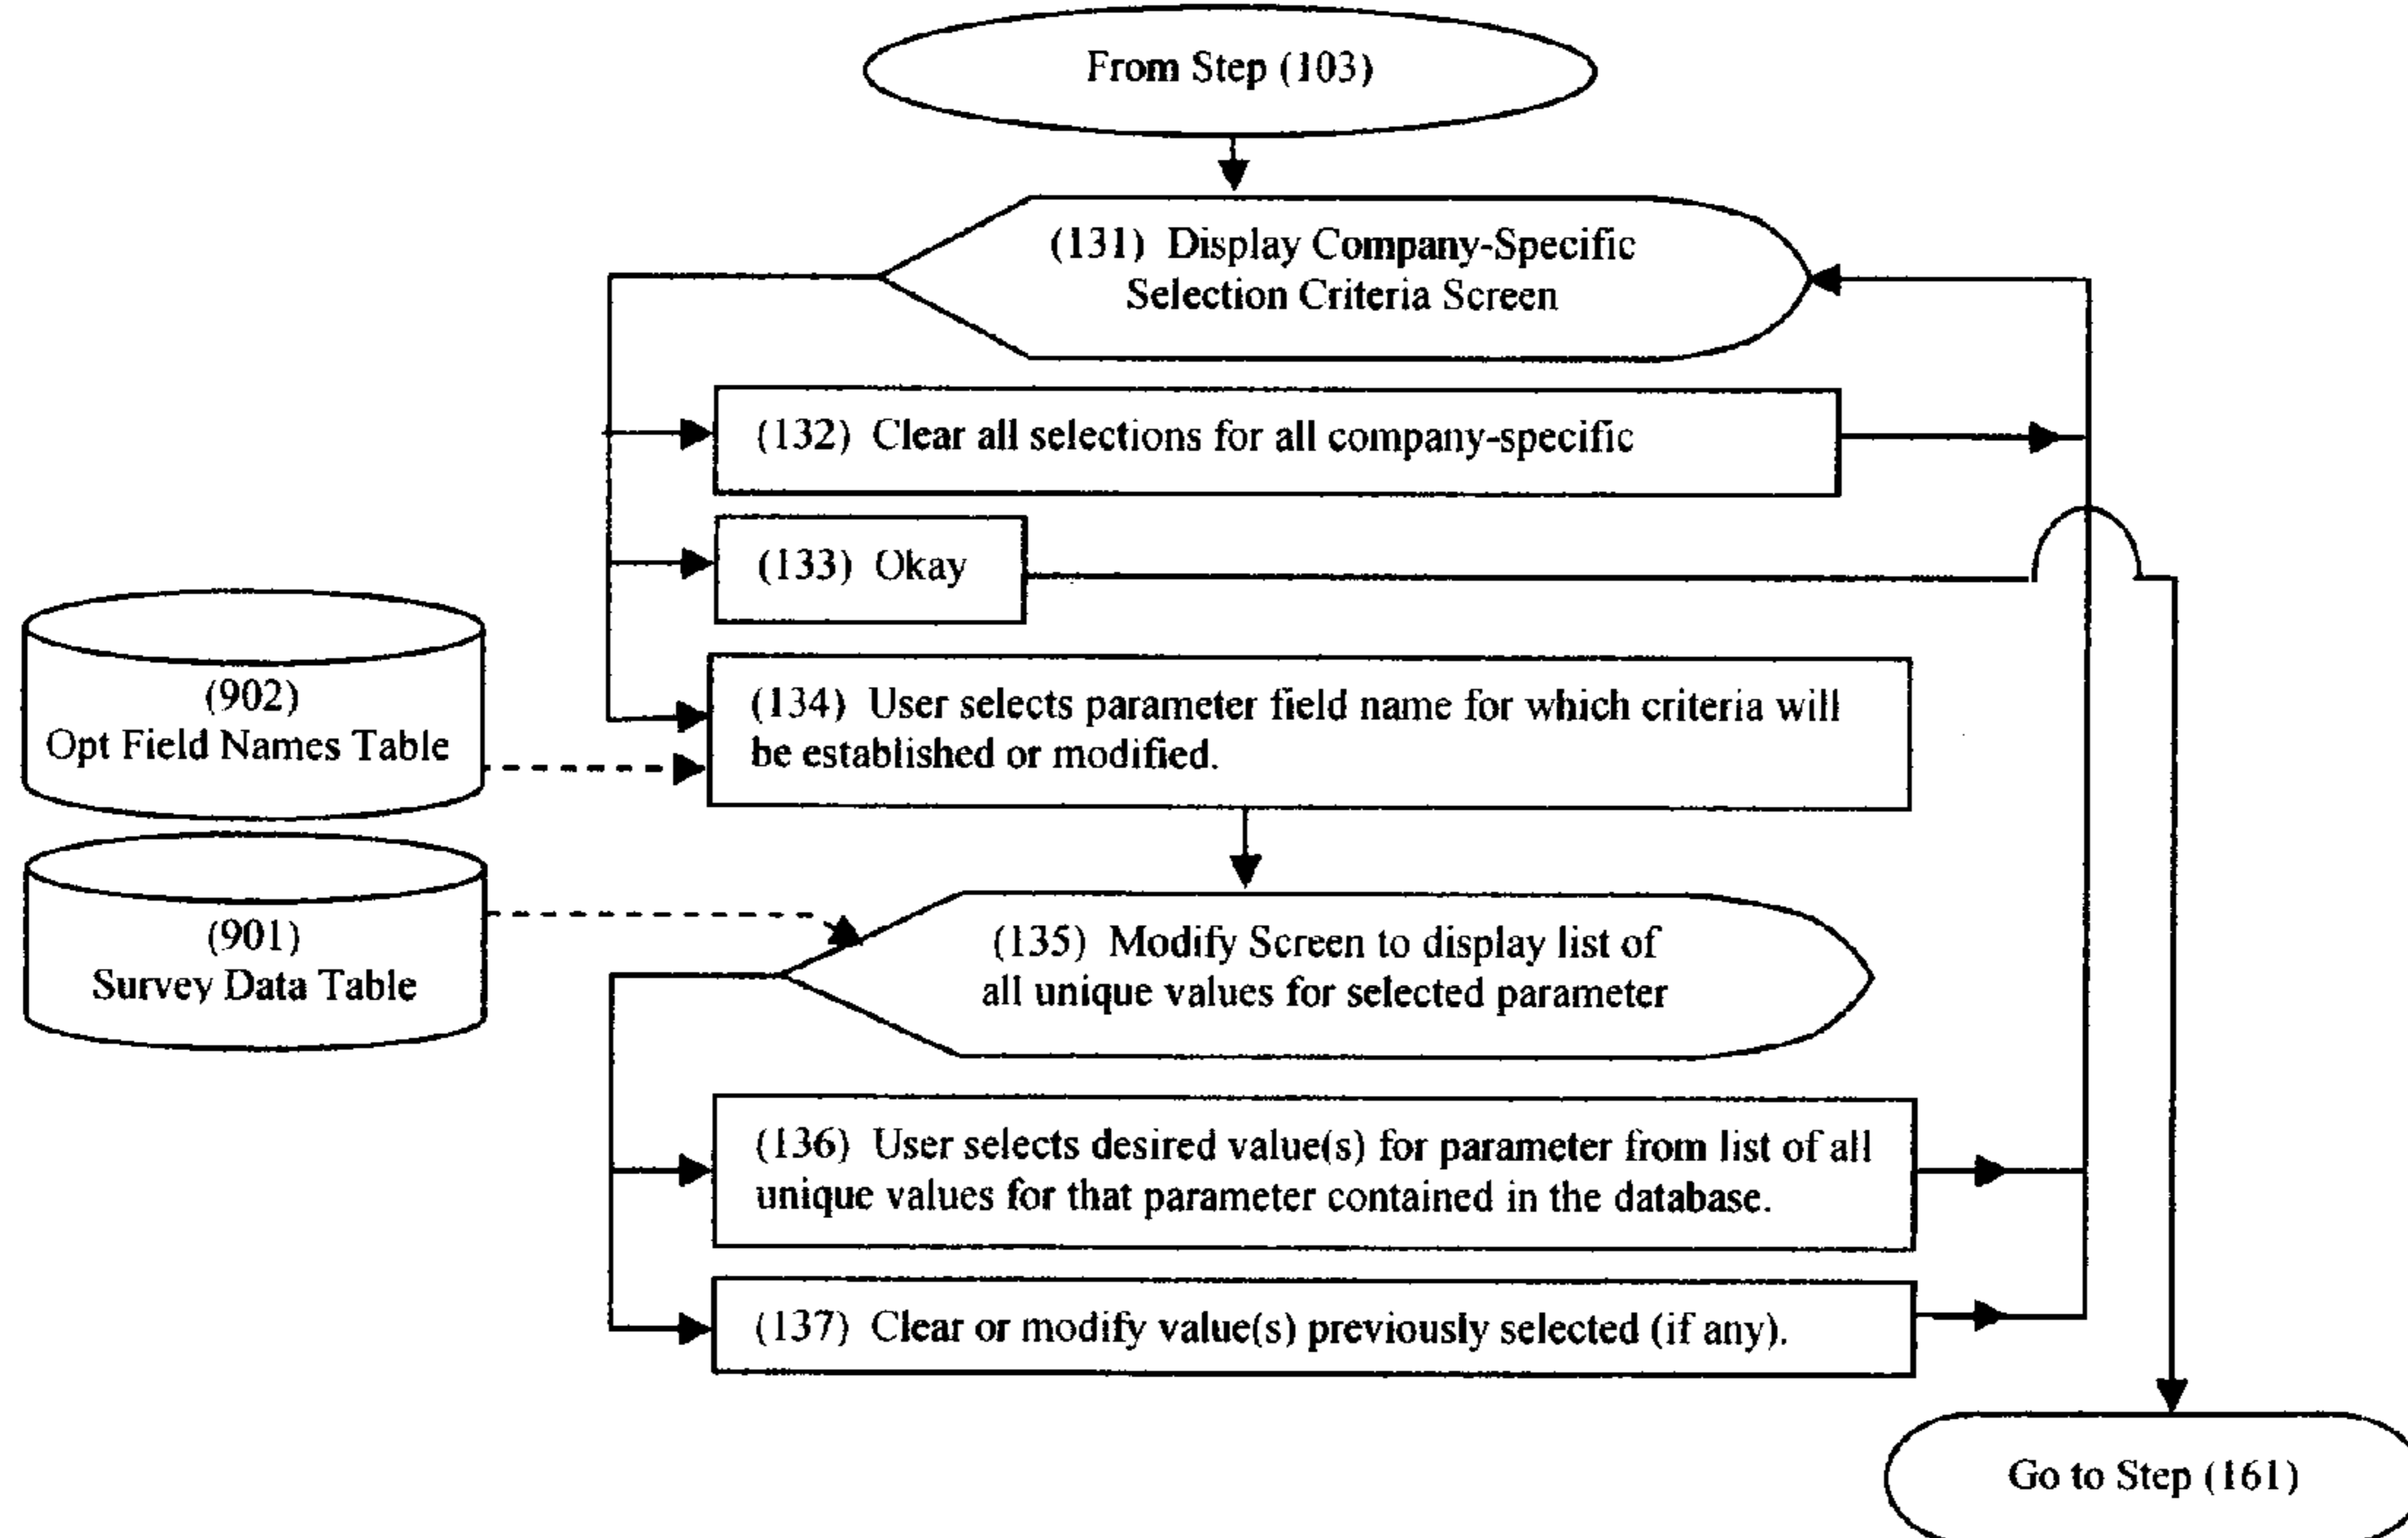 From Step (103)
(131) Display Company-Specific
Selection Criteria Screen
(132) Clear all selections for all company-specific
(133) Okay
(902)
Opt Field Names Table
(134) User selects parameter field name for which criteria will
be established or modified.
(901)
Survey Data Table
(135) Modify Screen to display list of
all unique values for selected parameter
(136) User selects desired value(s) for parameter from list of all
unique values for that parameter contained in the database.
(137) Clear or modify value(s) previously selected (if any).
Go to Step (161)